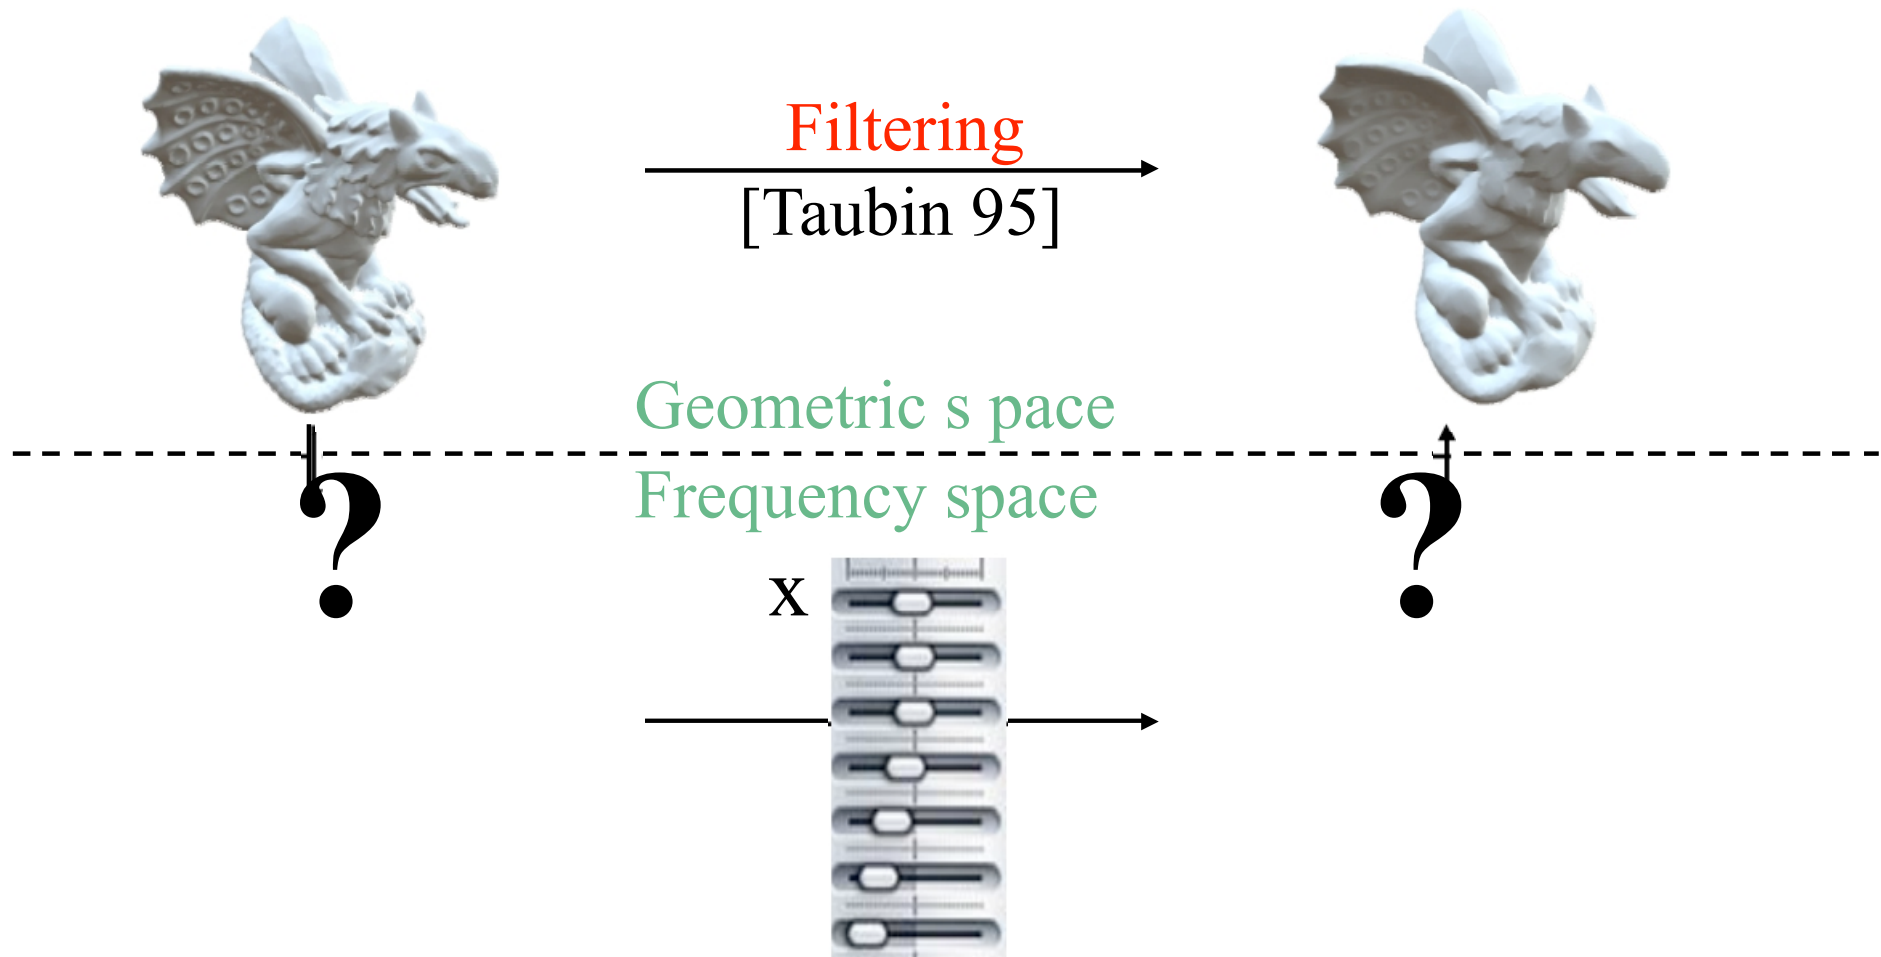 Filtering
[Taubin 95]
Geometric s pace
Frequency space
? ?
x